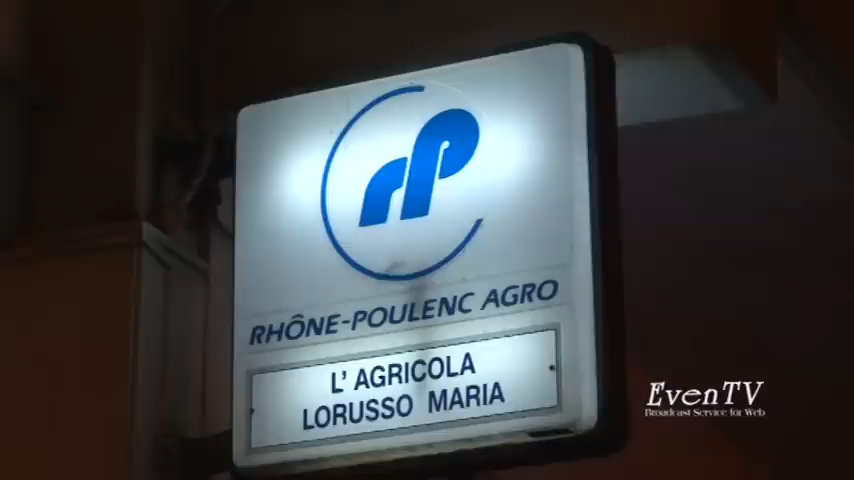 rp
RHÔNE-POULENC AGRO
L' AGRICOLA
LORUSSO MARIA
EvenTV
Broadcast Service for Web